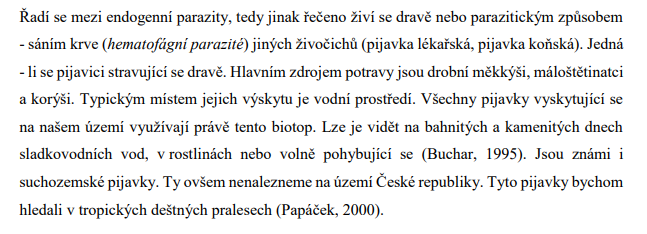 Řadí se mezi endogenní parazity, tedy jinak řečeno živí se dravě nebo parazitickým způsobem
- sáním krve (hematofágní parazité) jiných živočichů (pijavka lékařská, pijavka koňská). Jedná
- li se pijavici stravující se dravě. Hlavním zdrojem potravy jsou drobní měkkýši, máloštětinatci
a korýši. Typickým místem jejich výskytu je vodní prostředí. Všechny pijavky vyskytující se
na našem území využívají právě tento biotop. Lze je vidět na bahnitých a kamenitých dnech
sladkovodních vod, v rostlinách nebo volně pohybující se (Buchar, 1995). Jsou známi i
suchozemské pijavky. Ty ovšem nenalezneme na území České republiky. Tyto pijavky bychom
hledali v tropických deštných pralesech (Papáček, 2000).